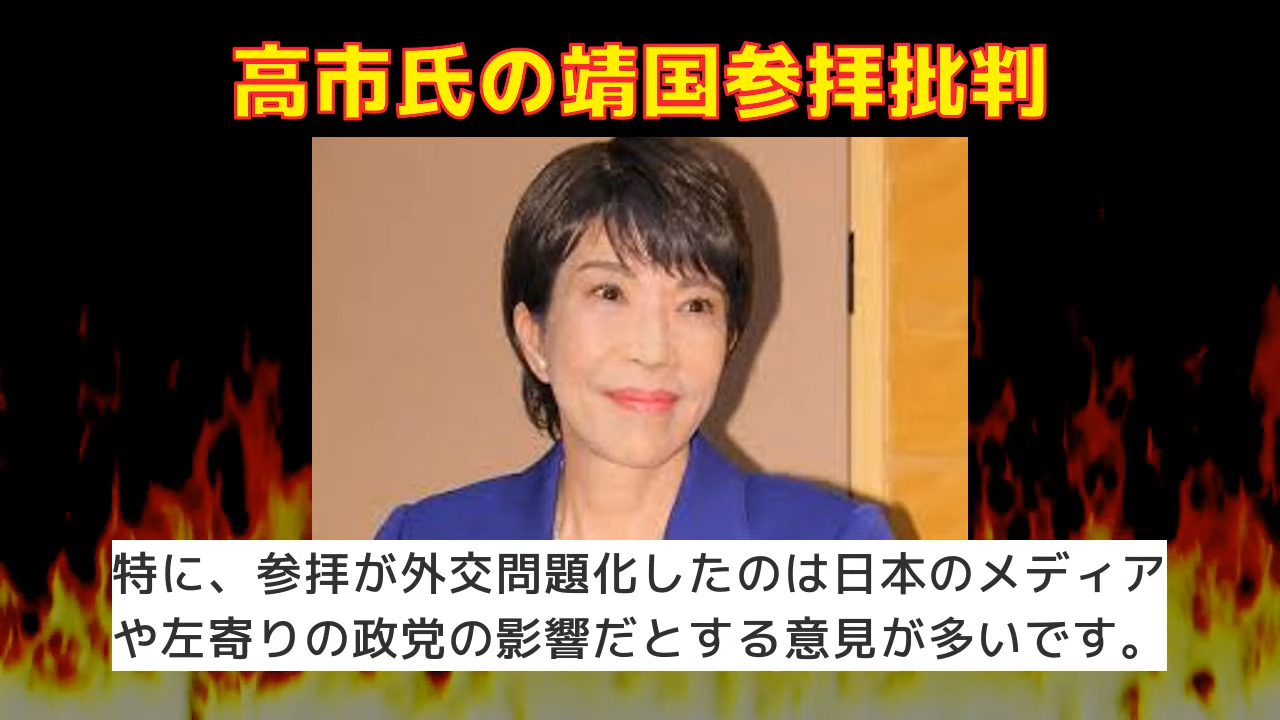 高市氏の靖国参拝批判
特に、参拝が外交問題化したのは日本のメディア
や左寄りの政党の影響だとする意見が多いです。